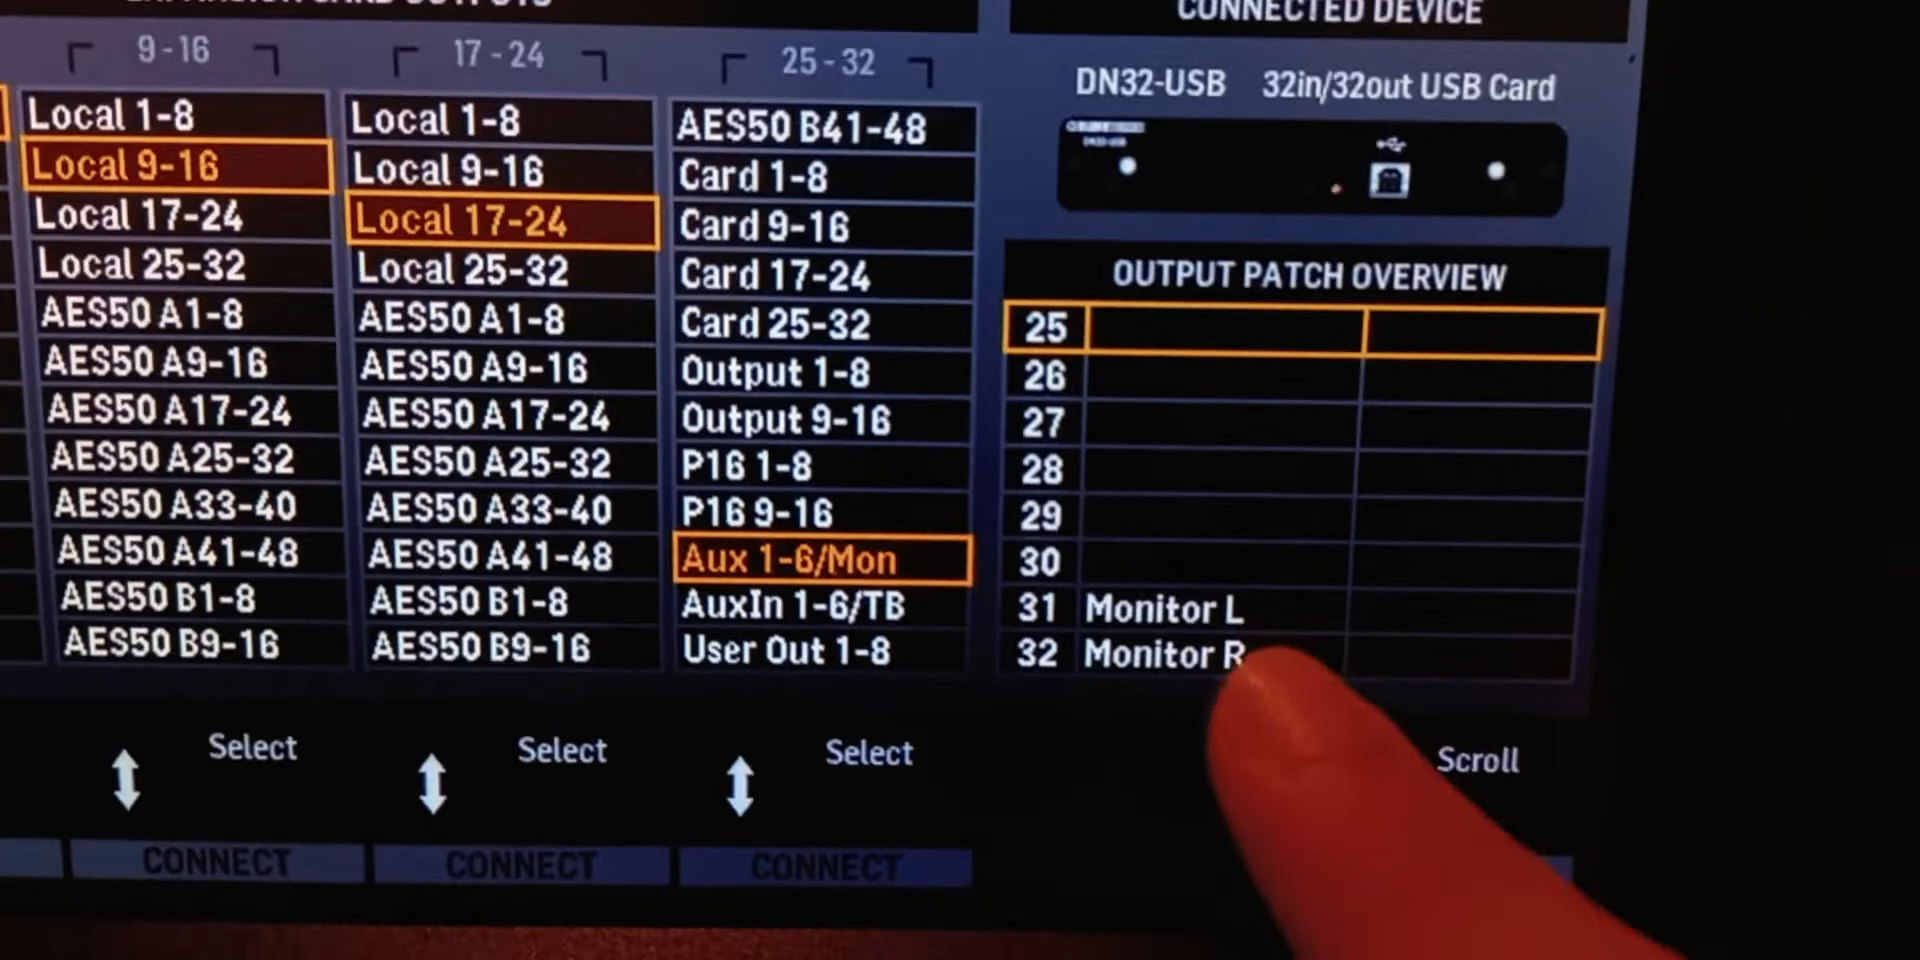 EXPANSION CARD OUTPUTS
9-16
17-24
25-32
Local 1-8
Local 9-16
Local 17-24
Local 25-32
AES50 A1-8
AES50 A9-16
AES50 A17-24
AES50 A25-32
AES50 A33-40
AES50 A41-48
AES50 B1-8
AES50 B9-16
Local 1-8
Local 9-16
Local 17-24
Local 25-32
AES50 A1-8
AES50 A9-16
AES50 A17-24
AES50 A25-32
AES50 A33-40
AES50 A41-48
AES50 B1-8
AES50 B9-16
AES50 B41-48
Card 1-8
Card 9-16
Card 17-24
Card 25-32
Output 1-8
Output 9-16
P16 1-8
P16 9-16
Aux 1-6/Mon
AuxIn 1-6/TB
User Out 1-8
Select
Select
Select
CONNECT
CONNECT
CONNECT
CONNECTED DEVICE
DN32-USB 32in/32out USB Card
OUTPUT PATCH OVERVIEW
25
26
27
28
29
30
31 Monitor L
32 Monitor R
Scroll